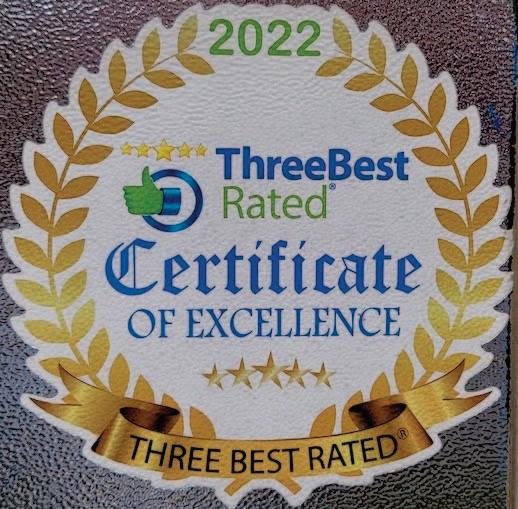 2022
ThreeBest
Rated®
Certificate
OF EXCELLENCE
THREE BEST RATED®